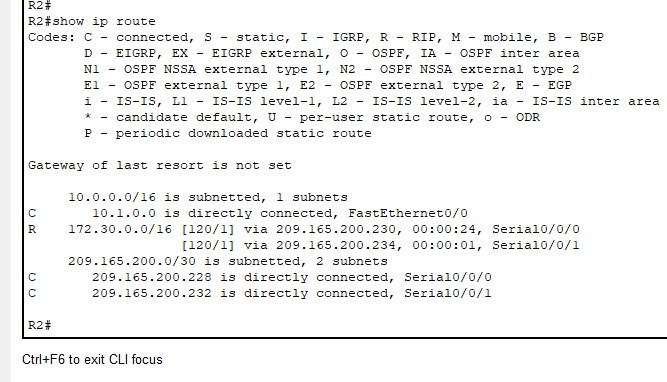 R2#
R2#show ip route
Codes: C - connected, S - static, I - IGRP, R - RIP, M - mobile, B - BGP
       D - EIGRP, EX - EIGRP external, O - OSPF, IA - OSPF inter area
       N1 - OSPF NSSA external type 1, N2 - OSPF NSSA external type 2
       E1 - OSPF external type 1, E2 - OSPF external type 2, E - EGP
       i - IS-IS, L1 - IS-IS level-1, L2 - IS-IS level-2, ia - IS-IS inter area
       * - candidate default, U - per-user static route, o - ODR
       P - periodic downloaded static route
Gateway of last resort is not set
     10.0.0.0/16 is subnetted, 1 subnets
C       10.1.0.0 is directly connected, FastEthernet0/0
R    172.30.0.0/16 [120/1] via 209.165.200.230, 00:00:24, Serial0/0/0
                   [120/1] via 209.165.200.234, 00:00:01, Serial0/0/1
     209.165.200.0/30 is subnetted, 2 subnets
C       209.165.200.228 is directly connected, Serial0/0/0
C       209.165.200.232 is directly connected, Serial0/0/1
R2#
Ctrl+F6 to exit CLI focus